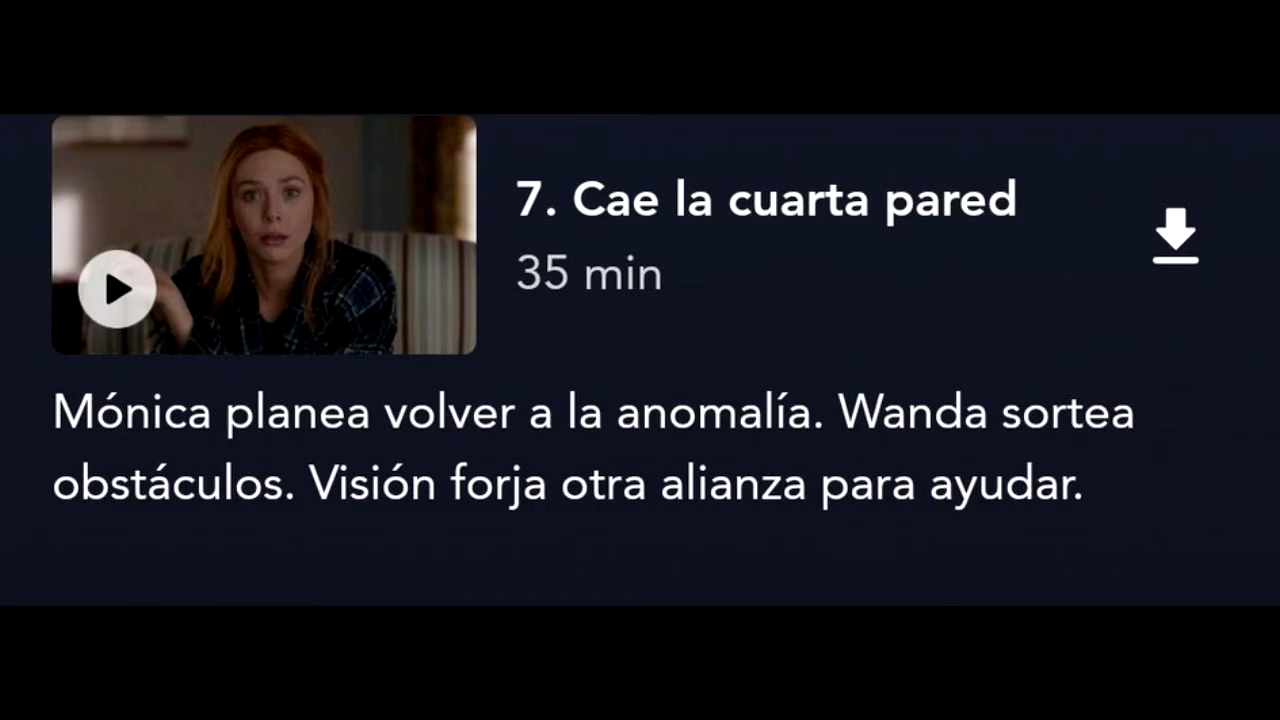 7. Cae la cuarta pared
35 min
Mónica planea volver a la anomalía. Wanda sortea
obstáculos. Visión forja otra alianza para ayudar.